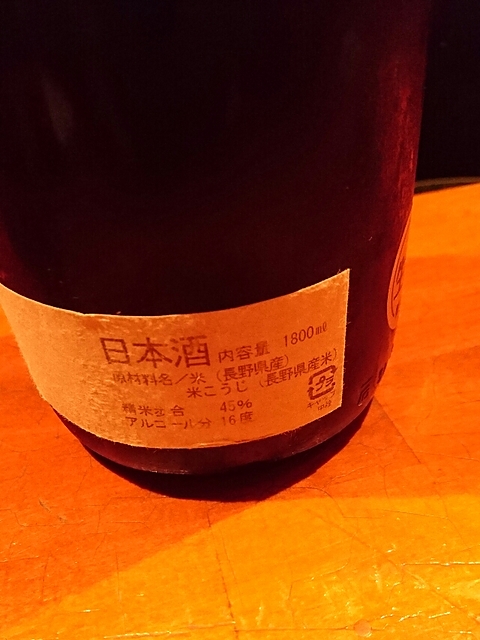 日本酒 内容量 1800ml
原材料名／米 (長野県産)
米こうじ (長野県産米)
精米歩合 45%
アルコール分 16度
プラ